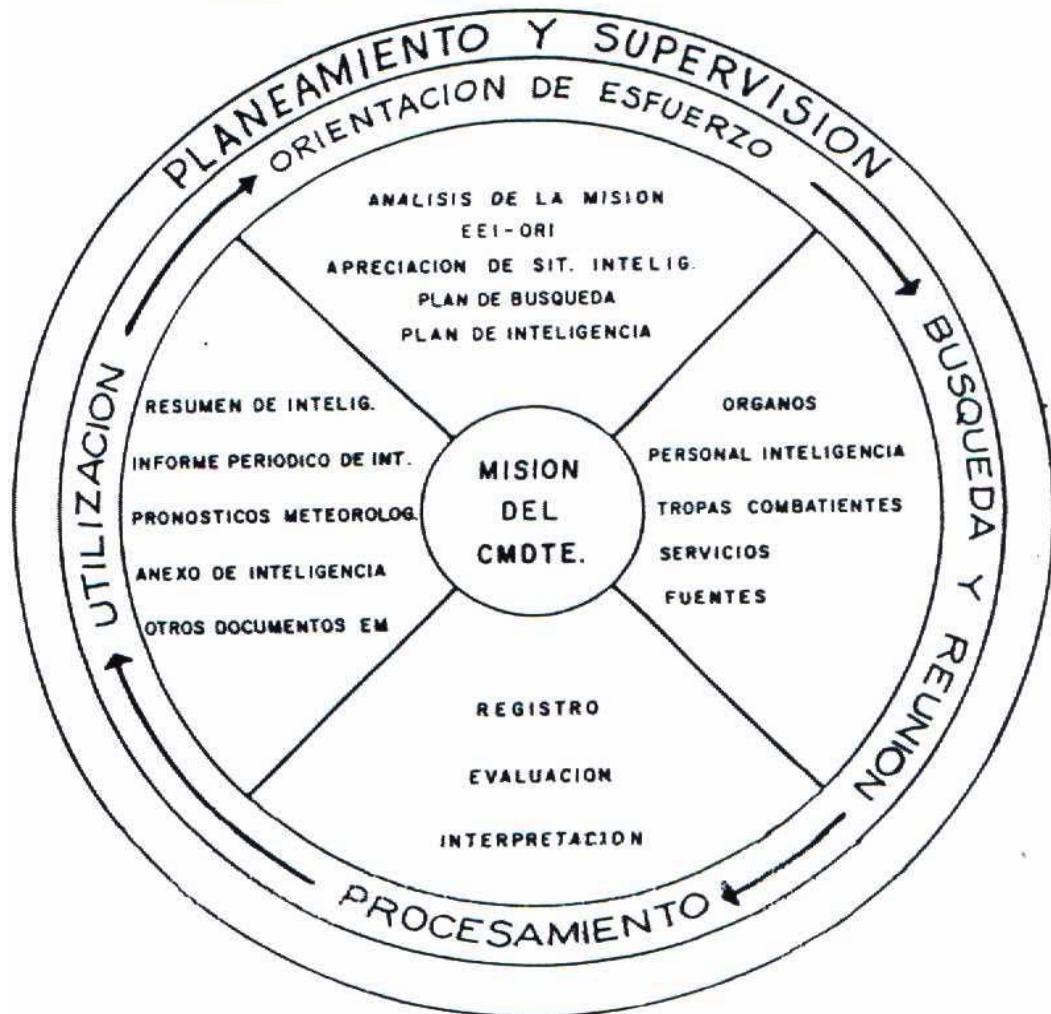 PLANEAMIENTO Y SUPERVISION
ORIENTACION DE ESFUERZO
ANALISIS DE LA MISION
EEI-ORI
APRECIACION DE SIT. INTELIG.
PLAN DE BUSQUEDA
PLAN DE INTELIGENCIA
BUSQUEDA Y REUNION
ORGANOS
PERSONAL INTELIGENCIA
TROPAS COMBATIENTES
SERVICIOS
FUENTES
PROCESAMIENTO
REGISTRO
EVALUACION
INTERPRETACION
UTILIZACION
RESUMEN DE INTELIG.
INFORME PERIODICO DE INT.
PRONOSTICOS METEOROLOG.
ANEXO DE INTELIGENCIA
OTROS DOCUMENTOS EM
MISION
DEL
CMDTE.